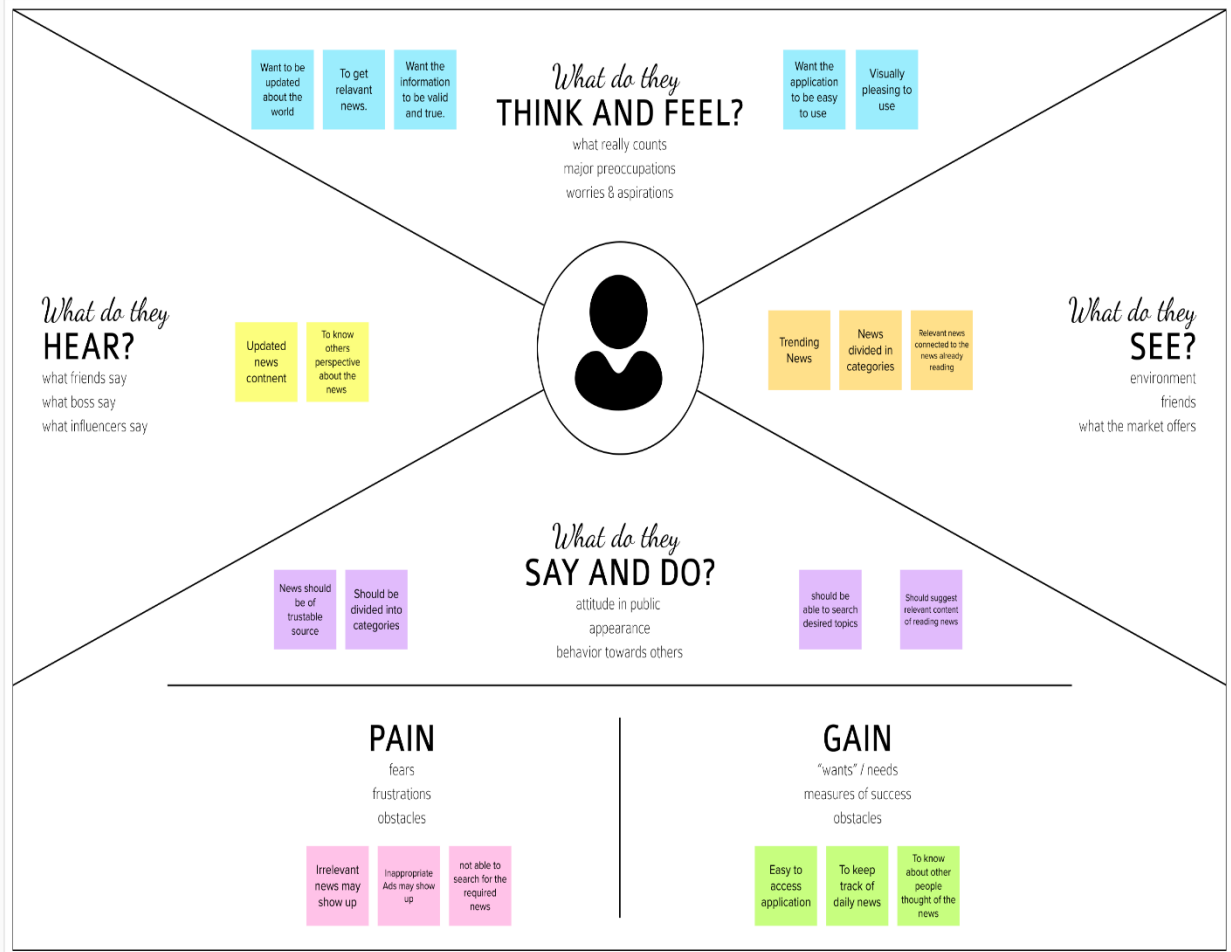 Want to be
updated
about the
world
To get
relavant
news.
Want the
information
to be valid
and true.
What do they
THINK AND FEEL?
what really counts
major preoccupations
worries & aspirations
Want the
application
to be easy
to use
Visually
pleasing to
use
What do they
HEAR?
what friends say
what boss say
what influencers say
Updated
news
contnent
To know
others
perspective
about the
news
Trending
News
News
divided in
categories
Relevant news
connected to the
news already
reading
What do they
SEE?
environment
friends
what the market offers
What do they
SAY AND DO?
attitude in public
appearance
behavior towards others
News should
be of
trustable
source
Should be
divided into
categories
should be
able to search
desired topics
Should suggest
relevant content
of reading news
PAIN
fears
frustrations
obstacles
Irrelevant
news may
show up
Inappropriate
Ads may show
up
not able to
search for the
required
news
GAIN
“wants” / needs
measures of success
obstacles
Easy to
access
application
To keep
track of
daily news
To know
about other
people
thought of the
news